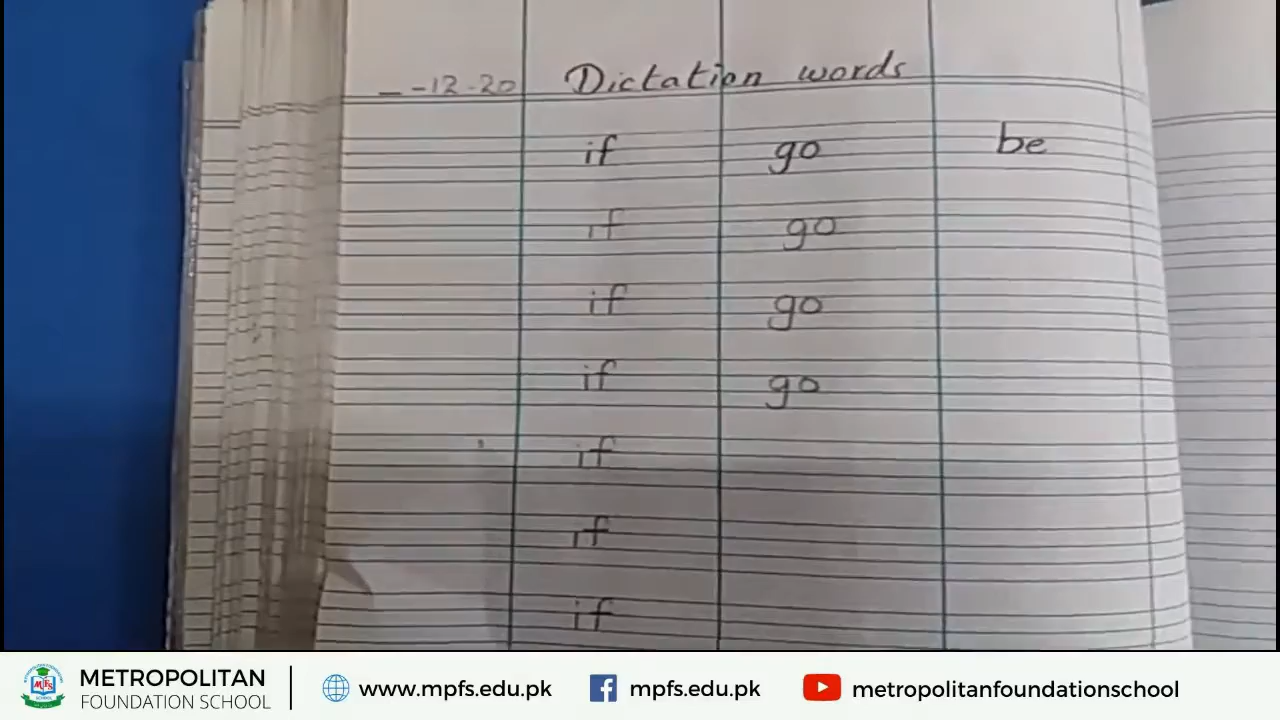 _ -12-20 Dictation words
if go be
if go
if go
if go
if
if
if
METROPOLITAN
FOUNDATION SCHOOL
www.mpfs.edu.pk mpfs.edu.pk metropolitanfoundationschool